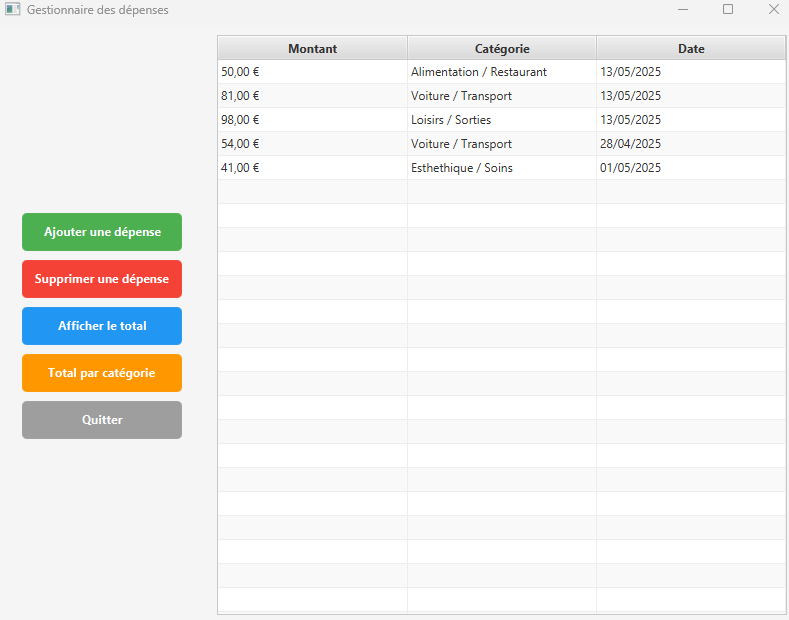 Gestionnaire des dépenses
Montant Catégorie Date
50,00 € Alimentation / Restaurant 13/05/2025
81,00 € Voiture / Transport 13/05/2025
98,00 € Loisirs / Sorties 13/05/2025
54,00 € Voiture / Transport 28/04/2025
41,00 € Esthethique / Soins 01/05/2025
Ajouter une dépense
Supprimer une dépense
Afficher le total
Total par catégorie
Quitter